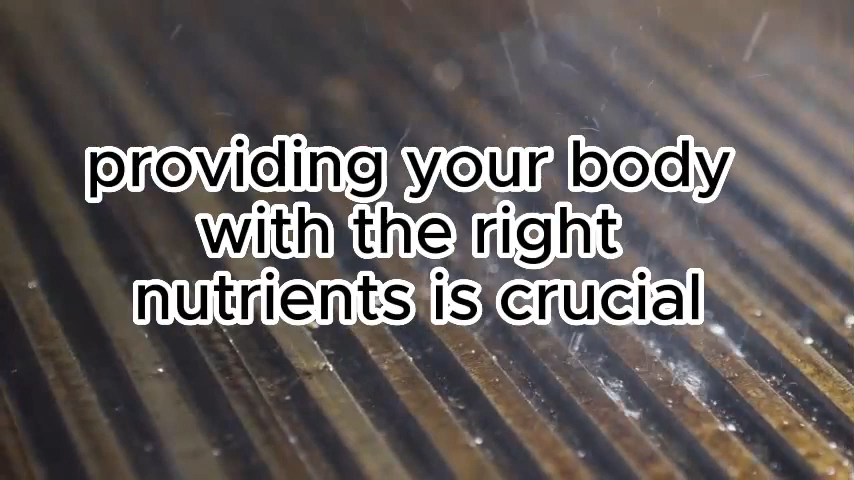 providing your body
with the right
nutrients is crucial